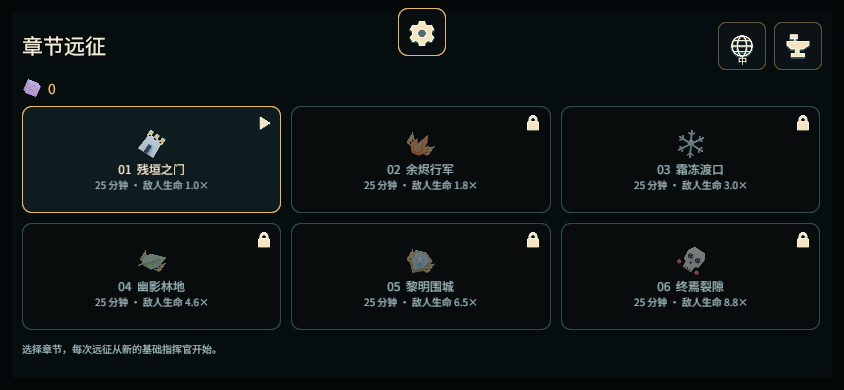 章节远征
中
0
01 残垣之门
25 分钟 · 敌人生命 1.0×
02 余烬行军
25 分钟 · 敌人生命 1.8×
03 霜冻渡口
25 分钟 · 敌人生命 3.0×
04 幽影林地
25 分钟 · 敌人生命 4.6×
05 黎明围城
25 分钟 · 敌人生命 6.5×
06 终焉裂隙
25 分钟 · 敌人生命 8.8×
选择章节，每次远征从新的基础指挥官开始。